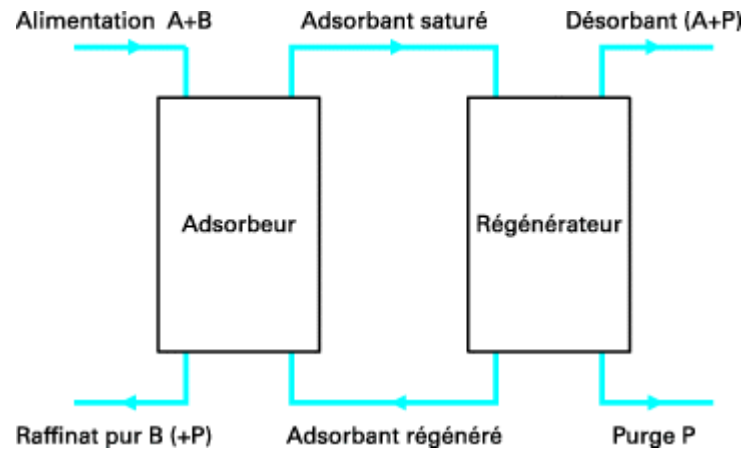 Alimentation A+B
Adsorbant saturé
Désorbant (A+P)
Adsorbeur
Régénérateur
Raffinat pur B (+P)
Adsorbant régénéré
Purge P